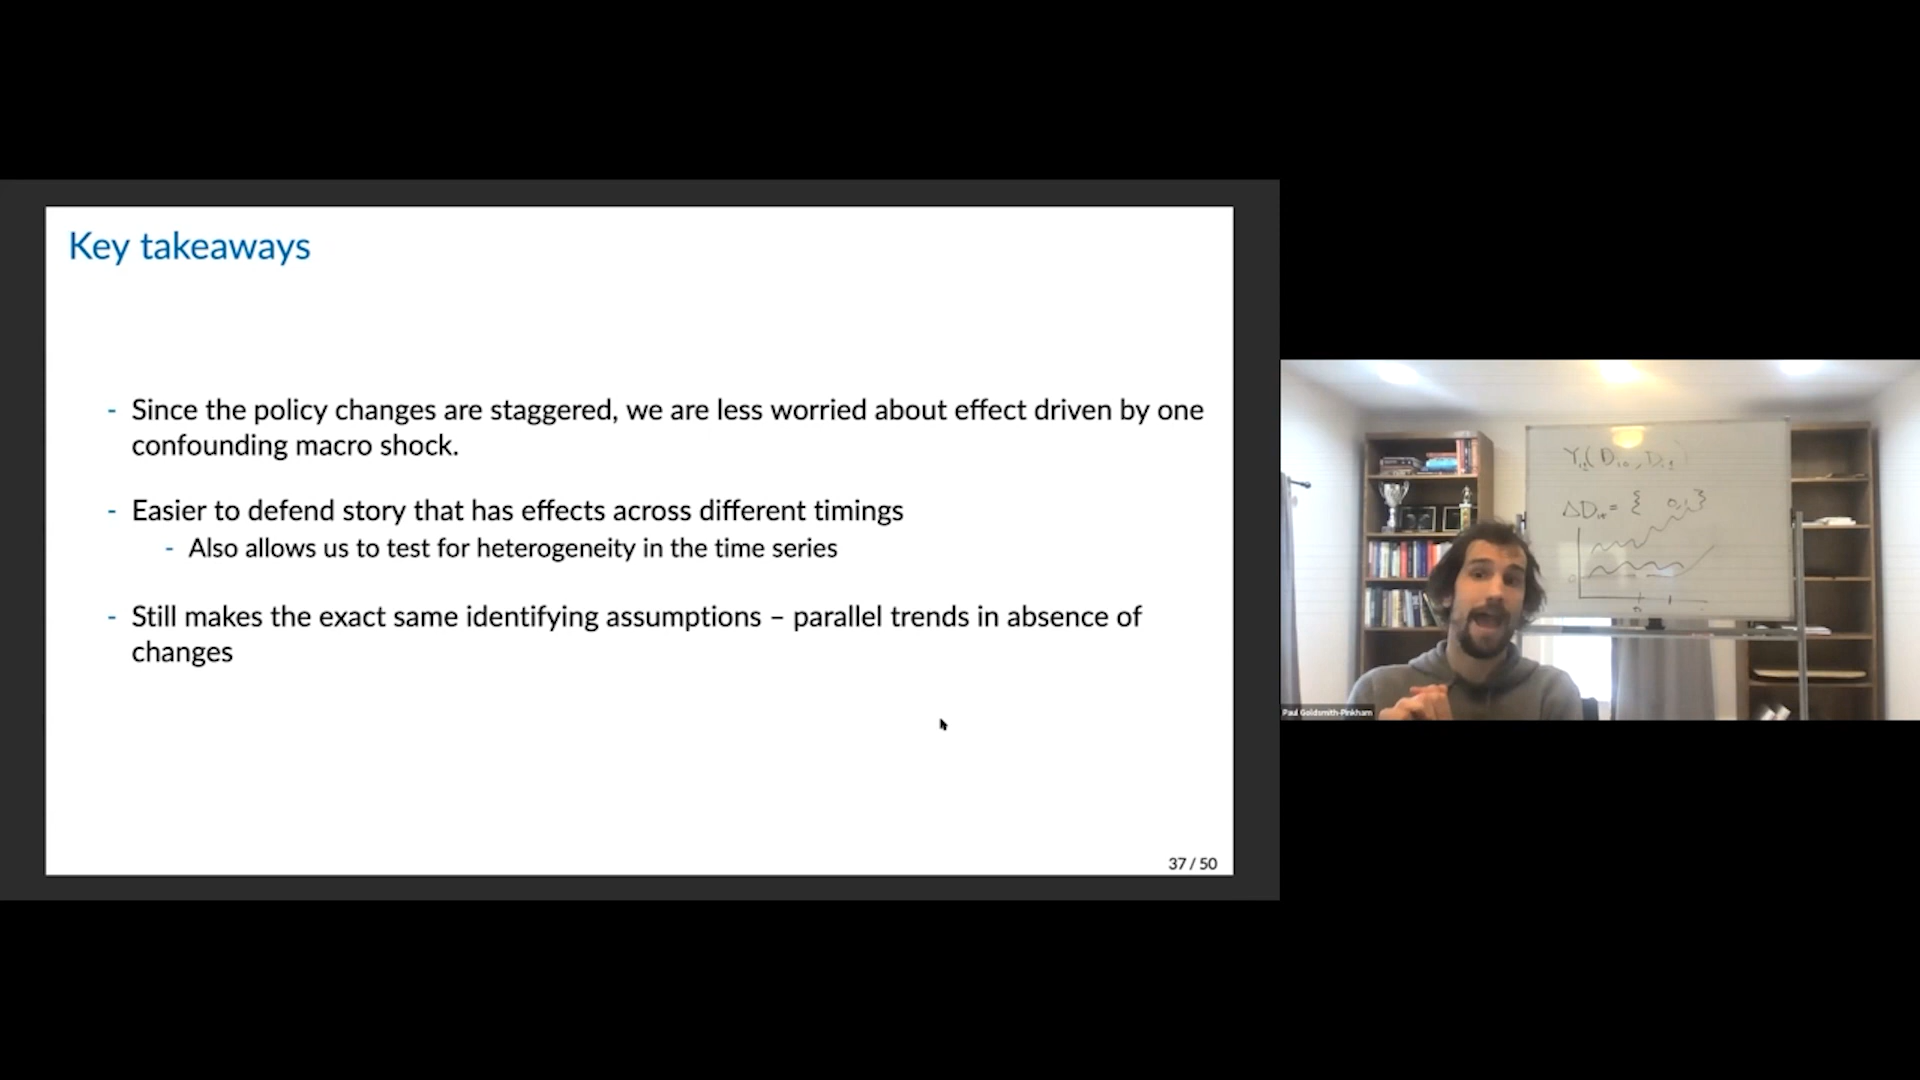 Key takeaways
- Since the policy changes are staggered, we are less worried about effect driven by one
confounding macro shock.
- Easier to defend story that has effects across different timings
- Also allows us to test for heterogeneity in the time series
- Still makes the exact same identifying assumptions – parallel trends in absence of
changes
37 / 50
Paul Goldsmith-Pinkham